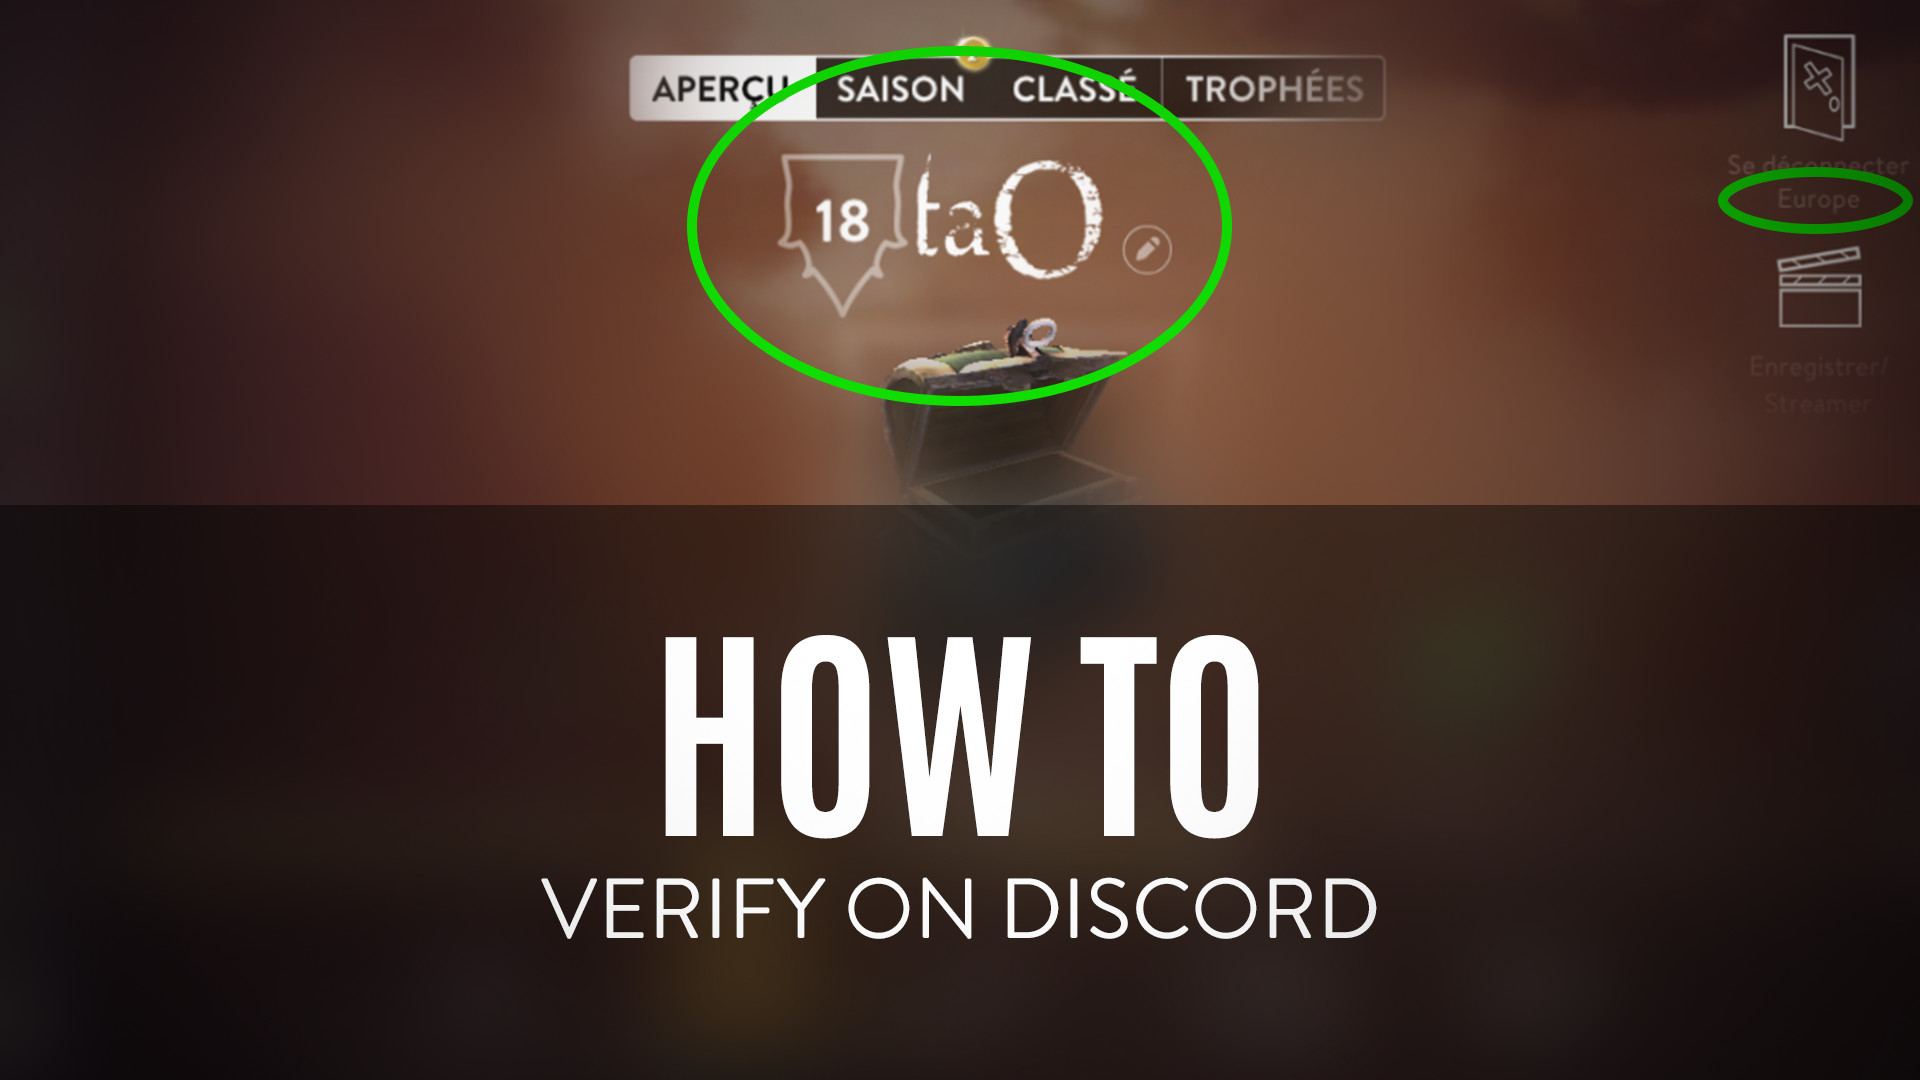 APERÇU SAISON CLASSÉ TROPHÉES
18 taO
Se déconnecter
Europe
Enregistrer/
Streamer
HOW TO
VERIFY ON DISCORD